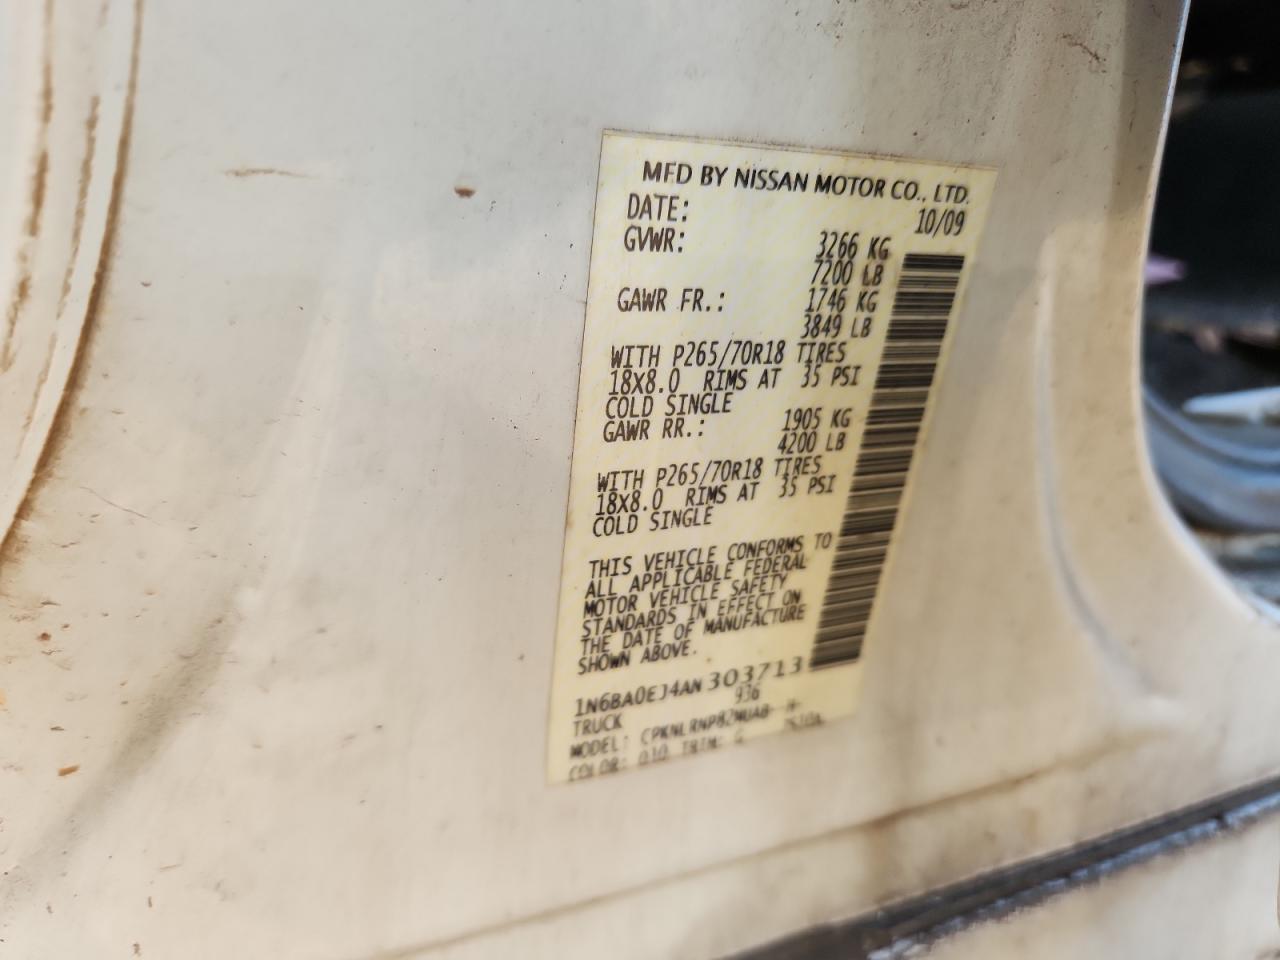 MFD BY NISSAN MOTOR CO., LTD.
DATE: 10/09
GVWR: 3266 KG
7200 LB
GAWR FR.: 1746 KG
3849 LB
WITH P265/70R18 TIRES
18X8.0 RIMS AT 35 PSI
COLD SINGLE
GAWR RR.: 1905 KG
4200 LB
WITH P265/70R18 TIRES
18X8.0 RIMS AT 35 PSI
COLD SINGLE
THIS VEHICLE CONFORMS TO
ALL APPLICABLE FEDERAL
MOTOR VEHICLE SAFETY
STANDARDS IN EFFECT ON
THE DATE OF MANUFACTURE
SHOWN ABOVE.
1N6BA0EJ4AN303713
TRUCK 936
MODEL:
COLOR: TRIM: